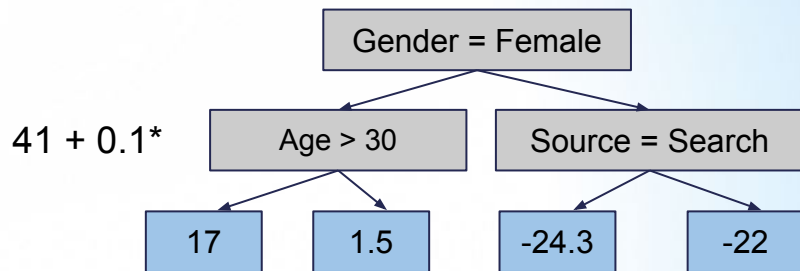 Gender = Female
41 + 0.1*
Age > 30
Source = Search
17
1.5
-24.3
-22